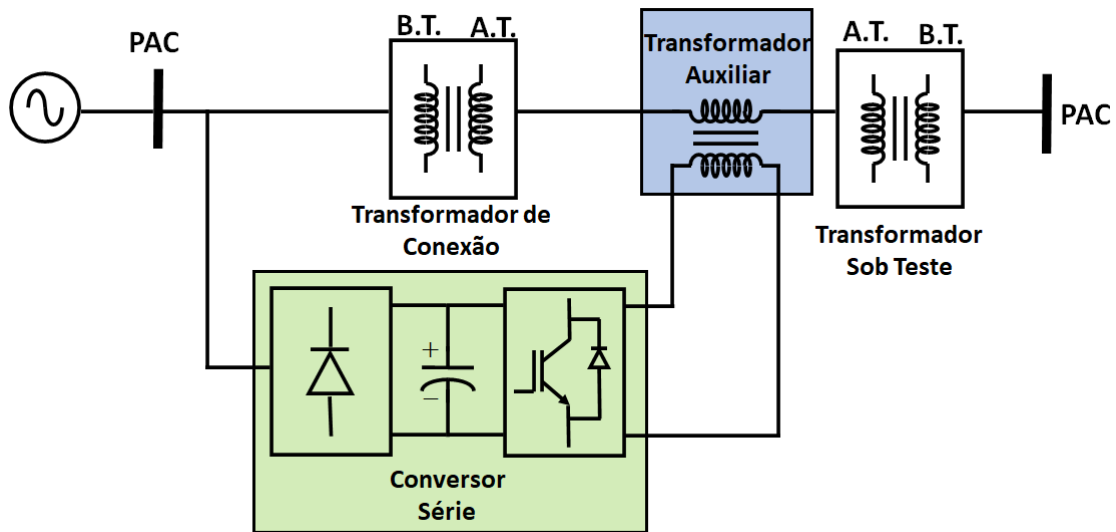 PAC
B.T. A.T.
Transformador de
Conexão
Transformador
Auxiliar
A.T. B.T.
Transformador
Sob Teste
PAC
+
−
Conversor
Série